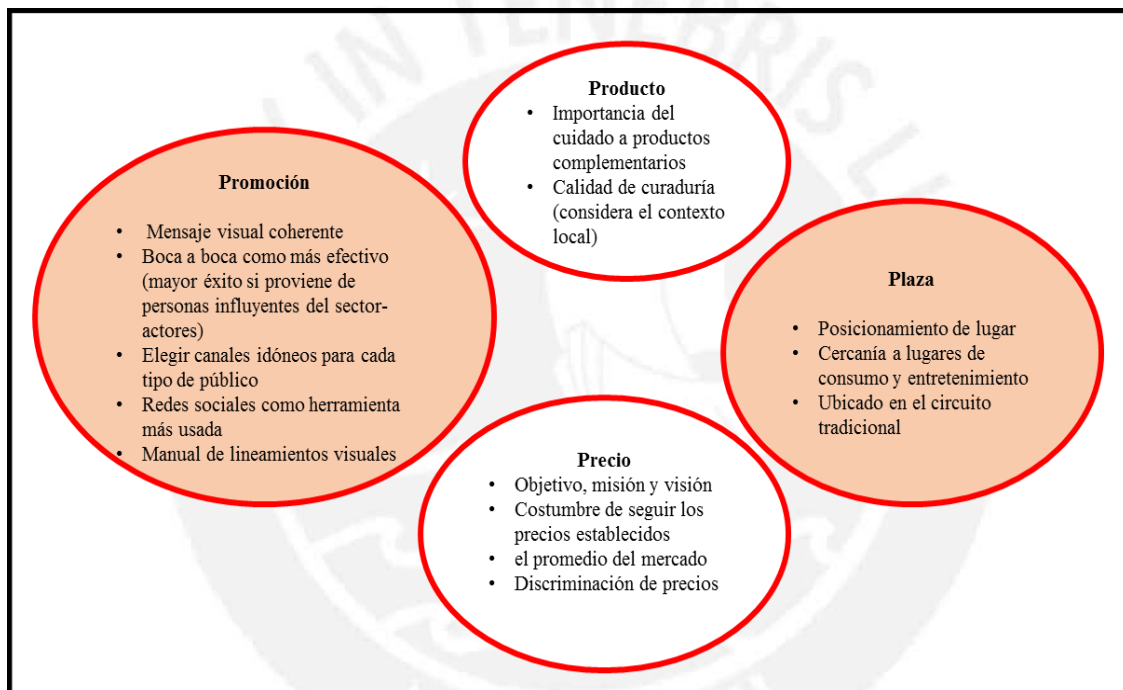 IN TENEBRIS L
Producto
• Importancia del
cuidado a productos
complementarios
• Calidad de curaduría
(considera el contexto
local)
Promoción
• Mensaje visual coherente
• Boca a boca como más efectivo
(mayor éxito si proviene de
personas influyentes del sector-
actores)
• Elegir canales idóneos para cada
tipo de público
• Redes sociales como herramienta
más usada
• Manual de lineamientos visuales
Plaza
• Posicionamiento de lugar
• Cercanía a lugares de
consumo y entretenimiento
• Ubicado en el circuito
tradicional
Precio
• Objetivo, misión y visión
• Costumbre de seguir los
precios establecidos
• el promedio del mercado
• Discriminación de precios